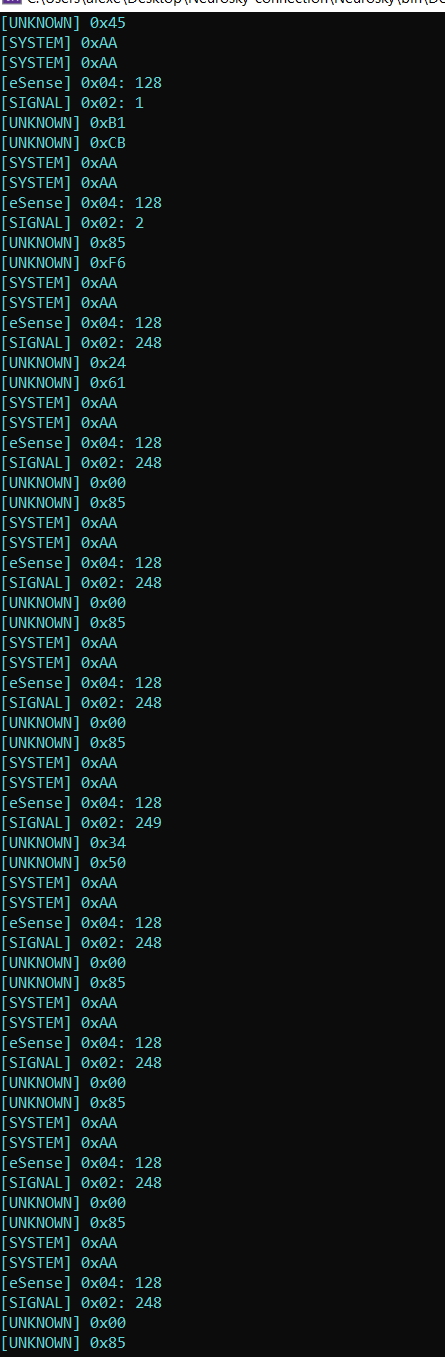 C:\Users\alexe\Desktop\Neurosky-connection\Neurosky\bin\De
[UNKNOWN] 0x45
[SYSTEM] 0xAA
[SYSTEM] 0xAA
[eSense] 0x04: 128
[SIGNAL] 0x02: 1
[UNKNOWN] 0xB1
[UNKNOWN] 0xCB
[SYSTEM] 0xAA
[SYSTEM] 0xAA
[eSense] 0x04: 128
[SIGNAL] 0x02: 2
[UNKNOWN] 0x85
[UNKNOWN] 0xF6
[SYSTEM] 0xAA
[SYSTEM] 0xAA
[eSense] 0x04: 128
[SIGNAL] 0x02: 248
[UNKNOWN] 0x24
[UNKNOWN] 0x61
[SYSTEM] 0xAA
[SYSTEM] 0xAA
[eSense] 0x04: 128
[SIGNAL] 0x02: 248
[UNKNOWN] 0x00
[UNKNOWN] 0x85
[SYSTEM] 0xAA
[SYSTEM] 0xAA
[eSense] 0x04: 128
[SIGNAL] 0x02: 248
[UNKNOWN] 0x00
[UNKNOWN] 0x85
[SYSTEM] 0xAA
[SYSTEM] 0xAA
[eSense] 0x04: 128
[SIGNAL] 0x02: 248
[UNKNOWN] 0x00
[UNKNOWN] 0x85
[SYSTEM] 0xAA
[SYSTEM] 0xAA
[eSense] 0x04: 128
[SIGNAL] 0x02: 249
[UNKNOWN] 0x34
[UNKNOWN] 0x50
[SYSTEM] 0xAA
[SYSTEM] 0xAA
[eSense] 0x04: 128
[SIGNAL] 0x02: 248
[UNKNOWN] 0x00
[UNKNOWN] 0x85
[SYSTEM] 0xAA
[SYSTEM] 0xAA
[eSense] 0x04: 128
[SIGNAL] 0x02: 248
[UNKNOWN] 0x00
[UNKNOWN] 0x85
[SYSTEM] 0xAA
[SYSTEM] 0xAA
[eSense] 0x04: 128
[SIGNAL] 0x02: 248
[UNKNOWN] 0x00
[UNKNOWN] 0x85
[SYSTEM] 0xAA
[SYSTEM] 0xAA
[eSense] 0x04: 128
[SIGNAL] 0x02: 248
[UNKNOWN] 0x00
[UNKNOWN] 0x85